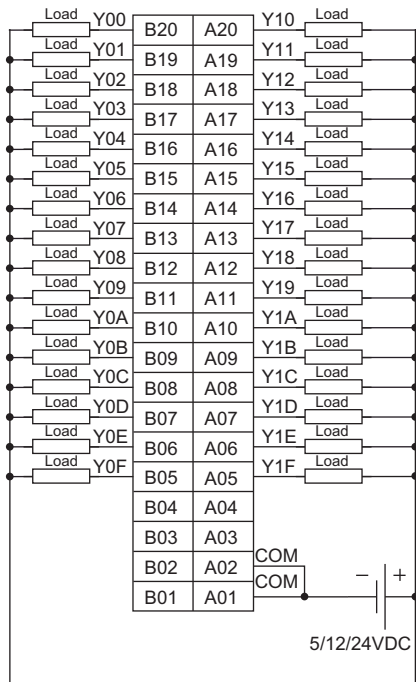 Load Y00 B20 A20 Y10 Load
Load Y01 B19 A19 Y11 Load
Load Y02 B18 A18 Y12 Load
Load Y03 B17 A17 Y13 Load
Load Y04 B16 A16 Y14 Load
Load Y05 B15 A15 Y15 Load
Load Y06 B14 A14 Y16 Load
Load Y07 B13 A13 Y17 Load
Load Y08 B12 A12 Y18 Load
Load Y09 B11 A11 Y19 Load
Load Y0A B10 A10 Y1A Load
Load Y0B B09 A09 Y1B Load
Load Y0C B08 A08 Y1C Load
Load Y0D B07 A07 Y1D Load
Load Y0E B06 A06 Y1E Load
Load Y0F B05 A05 Y1F Load
B04 A04
B03 A03
B02 A02 COM
B01 A01 COM − +
5/12/24VDC